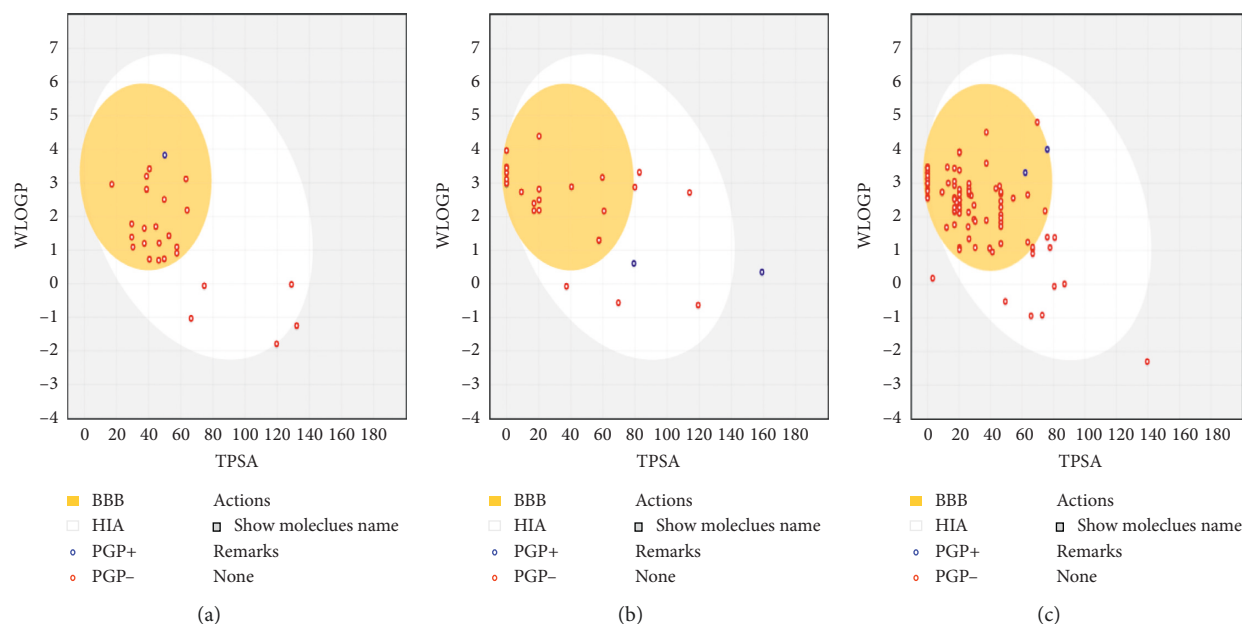 7
6
5
4
3
2
1
0
–1
–2
–3
–4
WLOGP
0 20 40 60 80 100 120 140 160 180
TPSA
BBB Actions
HIA Show moleclues name
PGP+ Remarks
PGP– None
(a)
7
6
5
4
3
2
1
0
–1
–2
–3
–4
WLOGP
0 20 40 60 80 100 120 140 160 180
TPSA
BBB Actions
HIA Show moleclues name
PGP+ Remarks
PGP– None
(b)
7
6
5
4
3
2
1
0
–1
–2
–3
–4
WLOGP
0 20 40 60 80 100 120 140 160 180
TPSA
BBB Actions
HIA Show moleclues name
PGP+ Remarks
PGP– None
(c)